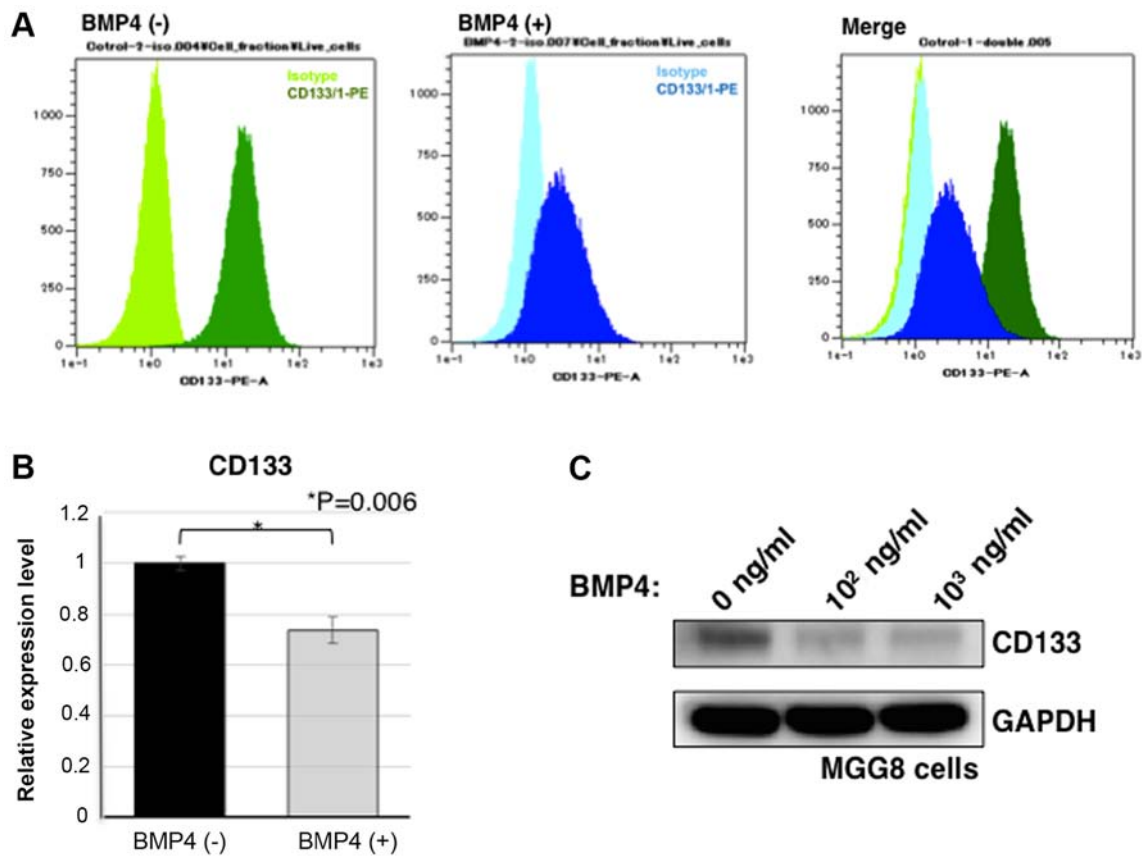 A
BMP4 (-)
Cotrol-2-iso.004¥Cell_fraction¥Live_cells
Isotype
CD133/1-PE
1000
750
500
250
0
1e-1 1e0 1e1 1e2 1e3
CD133-PE-A
BMP4 (+)
BMP4-2-iso.007¥Cell_fraction¥Live_cells
Isotype
CD133/1-PE
1000
750
500
250
0
1e-1 1e0 1e1 1e2 1e3
CD133-PE-A
Merge
Cotrol-1-double.005
1000
750
500
250
0
1e-1 1e0 1e1 1e2 1e3
CD133-PE-A
B
CD133
*P=0.006
*
Relative expression level
1.2
1
0.8
0.6
0.4
0.2
0
BMP4 (-) BMP4 (+)
C
BMP4: 0 ng/ml 10² ng/ml 10³ ng/ml
CD133
GAPDH
MGG8 cells